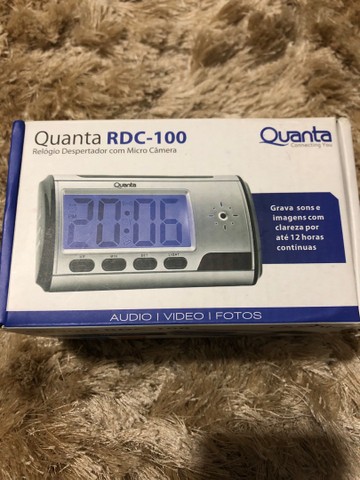 Quanta RDC-100
Relógio Despertador com Micro Câmera
Quanta
Connecting You
Quanta
20:06
Grava sons e
imagens com
clareza por
até 12 horas
contínuas
AUDIO | VIDEO | FOTOS